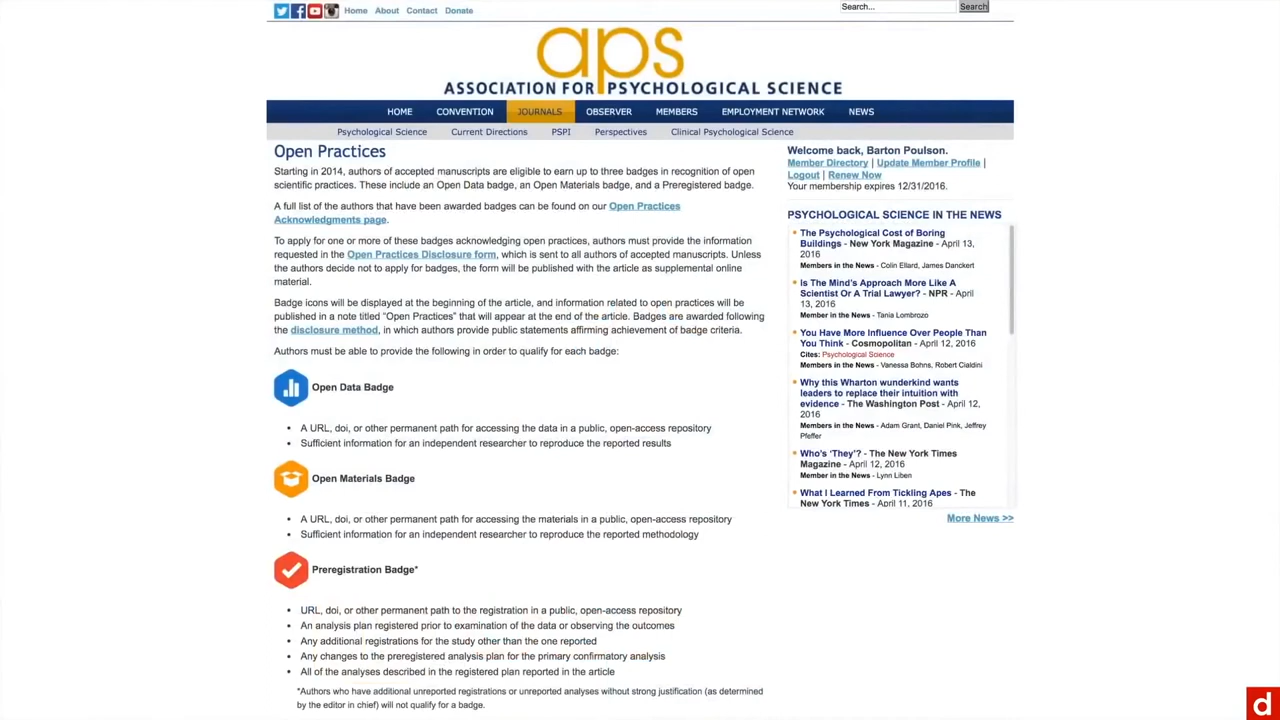 Home About Contact Donate
Search... Search
aps
ASSOCIATION FOR PSYCHOLOGICAL SCIENCE
HOME CONVENTION JOURNALS OBSERVER MEMBERS EMPLOYMENT NETWORK NEWS
Psychological Science Current Directions PSPI Perspectives Clinical Psychological Science
Open Practices
Starting in 2014, authors of accepted manuscripts are eligible to earn up to three badges in recognition of open
scientific practices. These include an Open Data badge, an Open Materials badge, and a Preregistered badge.
A full list of the authors that have been awarded badges can be found on our Open Practices
Acknowledgments page.
To apply for one or more of these badges acknowledging open practices, authors must provide the information
requested in the Open Practices Disclosure form, which is sent to all authors of accepted manuscripts. Unless
the authors decide not to apply for badges, the form will be published with the article as supplemental online
material.
Badge icons will be displayed at the beginning of the article, and information related to open practices will be
published in a note titled “Open Practices” that will appear at the end of the article. Badges are awarded following
the disclosure method, in which authors provide public statements affirming achievement of badge criteria.
Authors must be able to provide the following in order to qualify for each badge:
Open Data Badge
• A URL, doi, or other permanent path for accessing the data in a public, open-access repository
• Sufficient information for an independent researcher to reproduce the reported results
Open Materials Badge
• A URL, doi, or other permanent path for accessing the materials in a public, open-access repository
• Sufficient information for an independent researcher to reproduce the reported methodology
Preregistration Badge*
• URL, doi, or other permanent path to the registration in a public, open-access repository
• An analysis plan registered prior to examination of the data or observing the outcomes
• Any additional registrations for the study other than the one reported
• Any changes to the preregistered analysis plan for the primary confirmatory analysis
• All of the analyses described in the registered plan reported in the article
*Authors who have additional unreported registrations or unreported analyses without strong justification (as determined
by the editor in chief) will not qualify for a badge.
Welcome back, Barton Poulson.
Member Directory | Update Member Profile |
Logout | Renew Now
Your membership expires 12/31/2016.
PSYCHOLOGICAL SCIENCE IN THE NEWS
• The Psychological Cost of Boring
Buildings - New York Magazine - April 13,
2016
Members in the News - Colin Ellard, James Danckert
• Is The Mind’s Approach More Like A
Scientist Or A Trial Lawyer? - NPR - April
13, 2016
Member in the News - Tania Lombrozo
• You Have More Influence Over People Than
You Think - Cosmopolitan - April 12, 2016
Cites: Psychological Science
Members in the News - Vanessa Bohns, Robert Cialdini
• Why this Wharton wunderkind wants
leaders to replace their intuition with
evidence - The Washington Post - April 12,
2016
Members in the News - Adam Grant, Daniel Pink, Jeffrey
Pfeffer
• Who’s ‘They’? - The New York Times
Magazine - April 12, 2016
Member in the News - Lynn Liben
• What I Learned From Tickling Apes - The
New York Times - April 11, 2016
More News >>
d